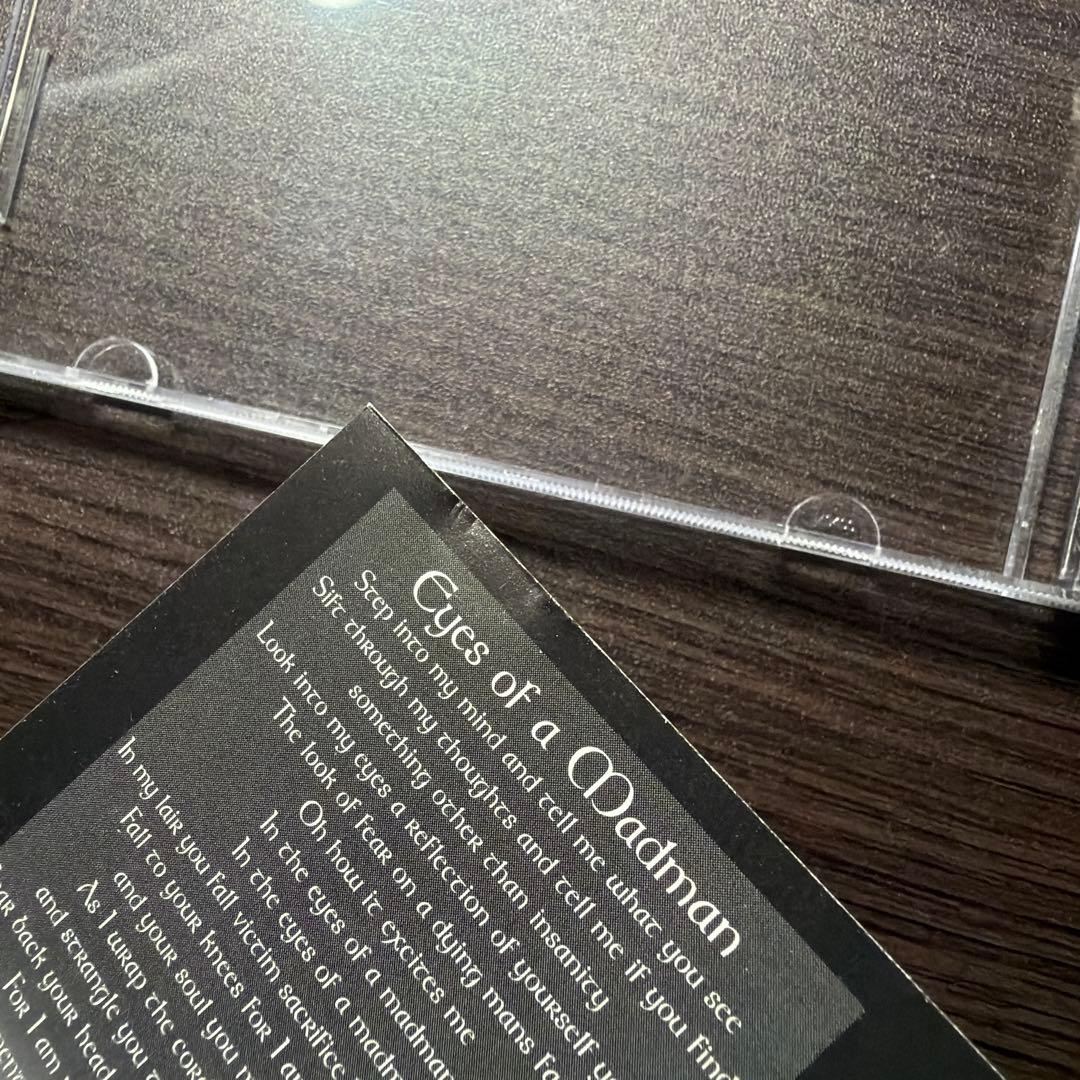 Eyes of a Madman
Step into my mind and tell me what you see
Sift through my thoughts and tell me if you find
something other than insanity
Look into my eyes a reflection of yourself
The look of fear on a dying mans
Oh how it excites me
In the eyes of a madman
In the eyes of a
In my lair you fall victim sacrifice
Fall to your knees for I
and your soul you
As I wrap the
and strangle you
back your head
For I am